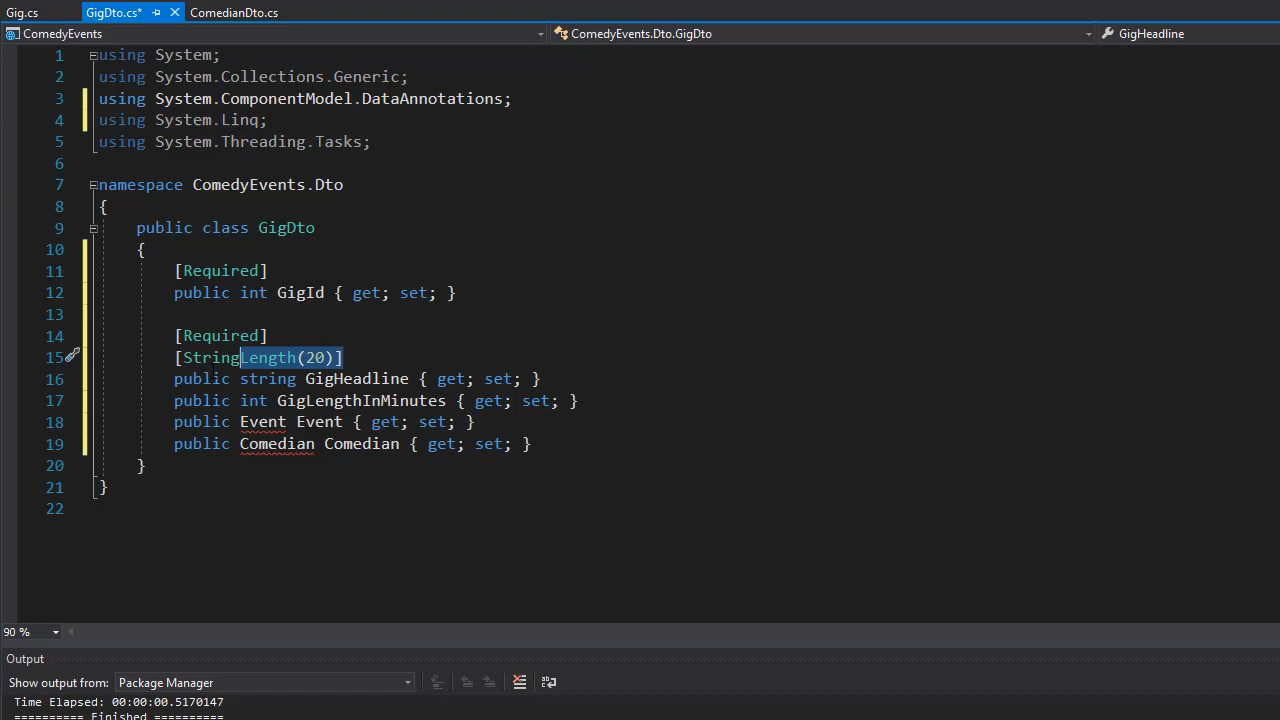 Gig.cs GigDto.cs* ComedianDto.cs
ComedyEvents ComedyEvents.Dto.GigDto GigHeadline
1 using System;
2 using System.Collections.Generic;
3 using System.ComponentModel.DataAnnotations;
4 using System.Linq;
5 using System.Threading.Tasks;
6
7 namespace ComedyEvents.Dto
8 {
9 public class GigDto
10 {
11 [Required]
12 public int GigId { get; set; }
13
14 [Required]
15 [StringLength(20)]
16 public string GigHeadline { get; set; }
17 public int GigLengthInMinutes { get; set; }
18 public Event Event { get; set; }
19 public Comedian Comedian { get; set; }
20 }
21 }
22
90 %
Output
Show output from: Package Manager
Time Elapsed: 00:00:00.5170147
========== Finished ==========